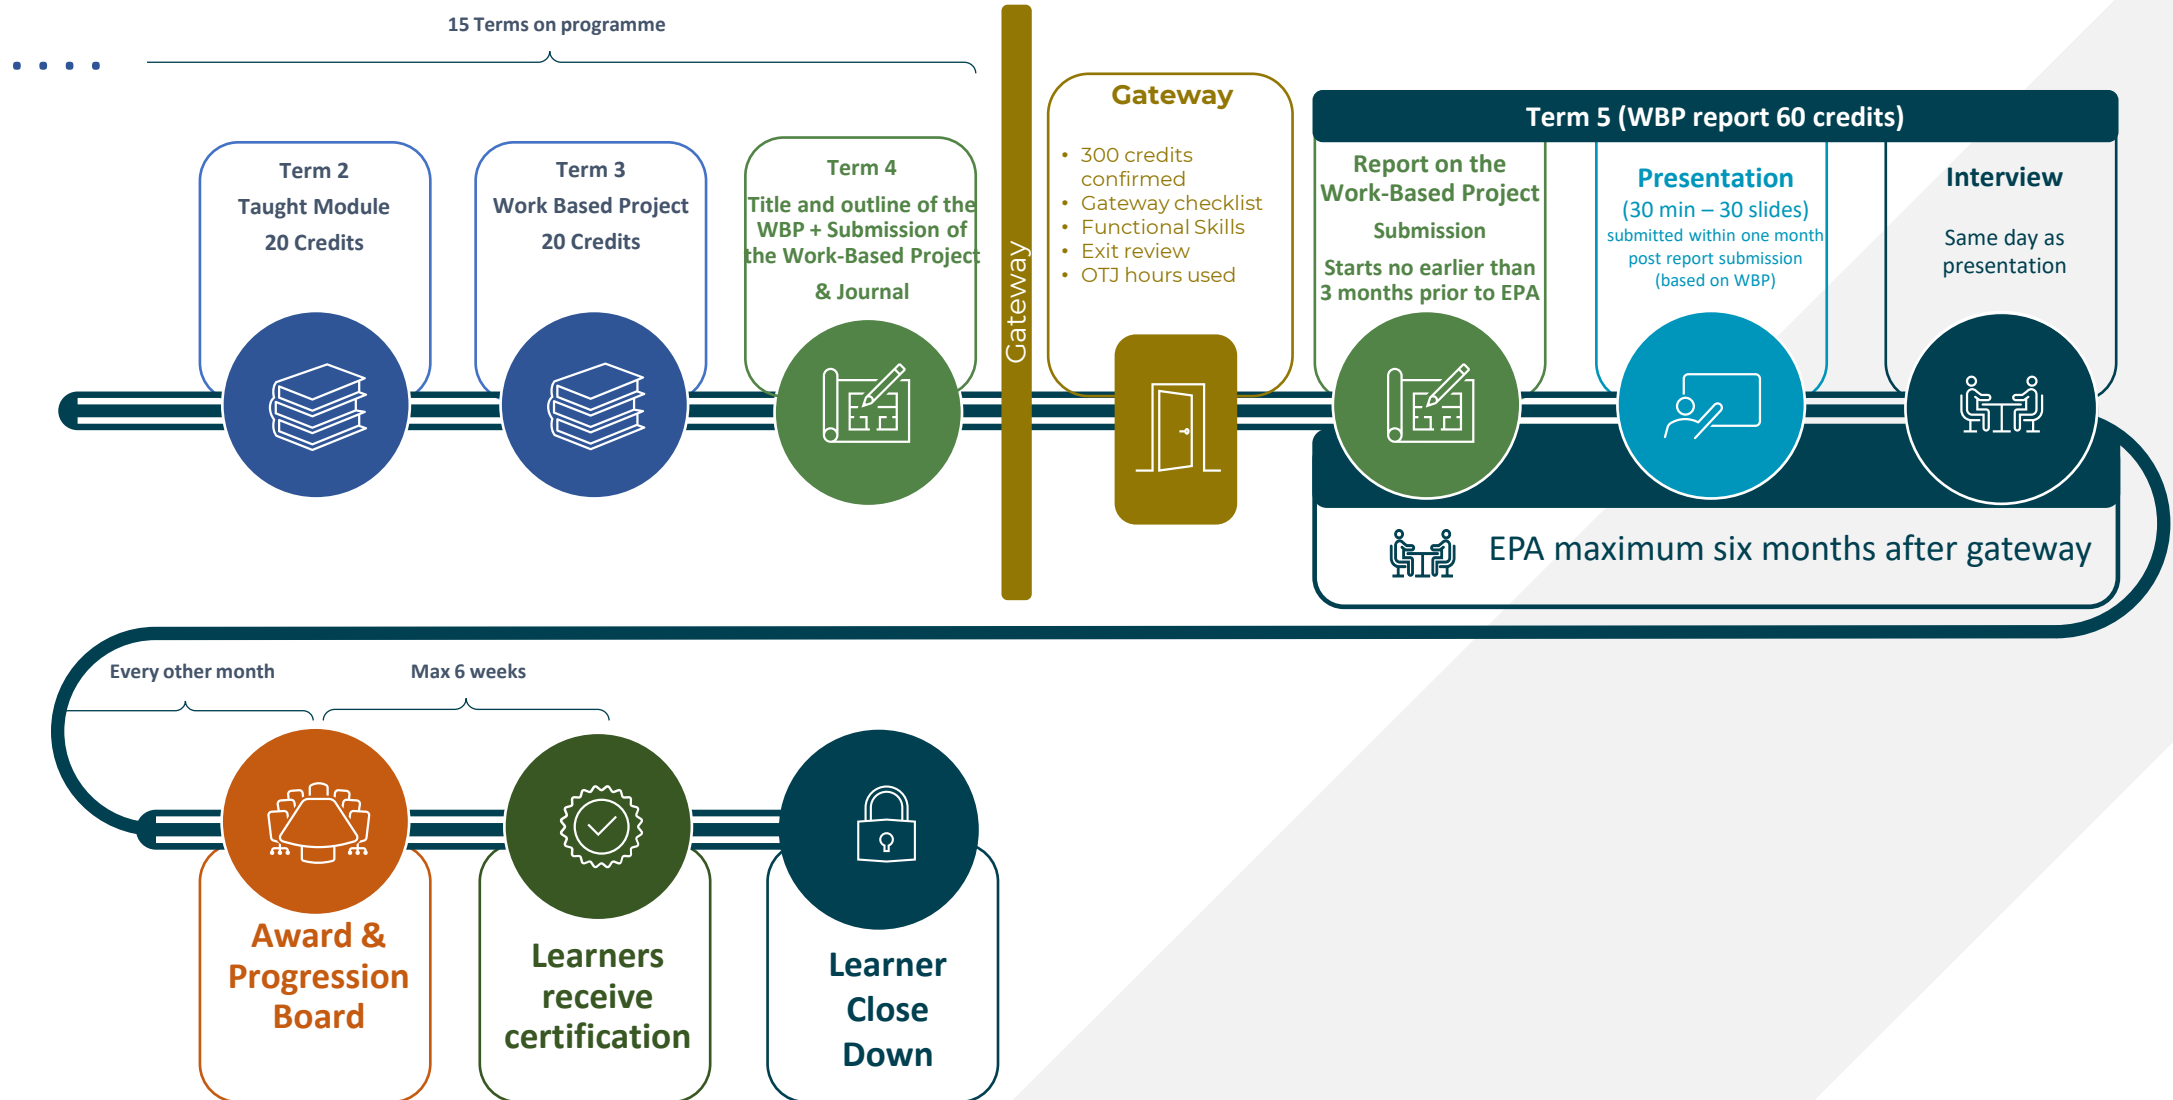 15 Terms on programme
Term 2
Taught Module
20 Credits
Term 3
Work Based Project
20 Credits
Term 4
Title and outline of the
WBP + Submission of
the Work-Based Project
& Journal
Gateway
Gateway
• 300 credits
confirmed
• Gateway checklist
• Functional Skills
• Exit review
• OTJ hours used
Term 5 (WBP report 60 credits)
Report on the
Work-Based Project
Submission
Starts no earlier than
3 months prior to EPA
Presentation
(30 min – 30 slides)
submitted within one month
post report submission
(based on WBP)
Interview
Same day as
presentation
EPA maximum six months after gateway
Every other month
Max 6 weeks
Award &
Progression
Board
Learners
receive
certification
Learner
Close
Down